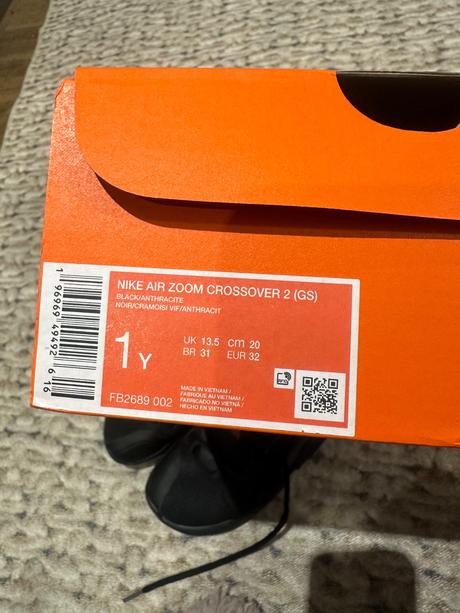 NIKE AIR ZOOM CROSSOVER 2 (GS)
BLACK/ANTHRACITE
NOIR/CRAMOISI VIF/ANTHRACIT
1Y
UK 13.5 cm 20
BR 31 EUR 32
FB2689 002
MADE IN VIETNAM /
FABRIQUE AU VIETNAM /
FABRICADO NO VIETNÃ /
HECHO EN VIETNAM
1 96969 49492 6 16